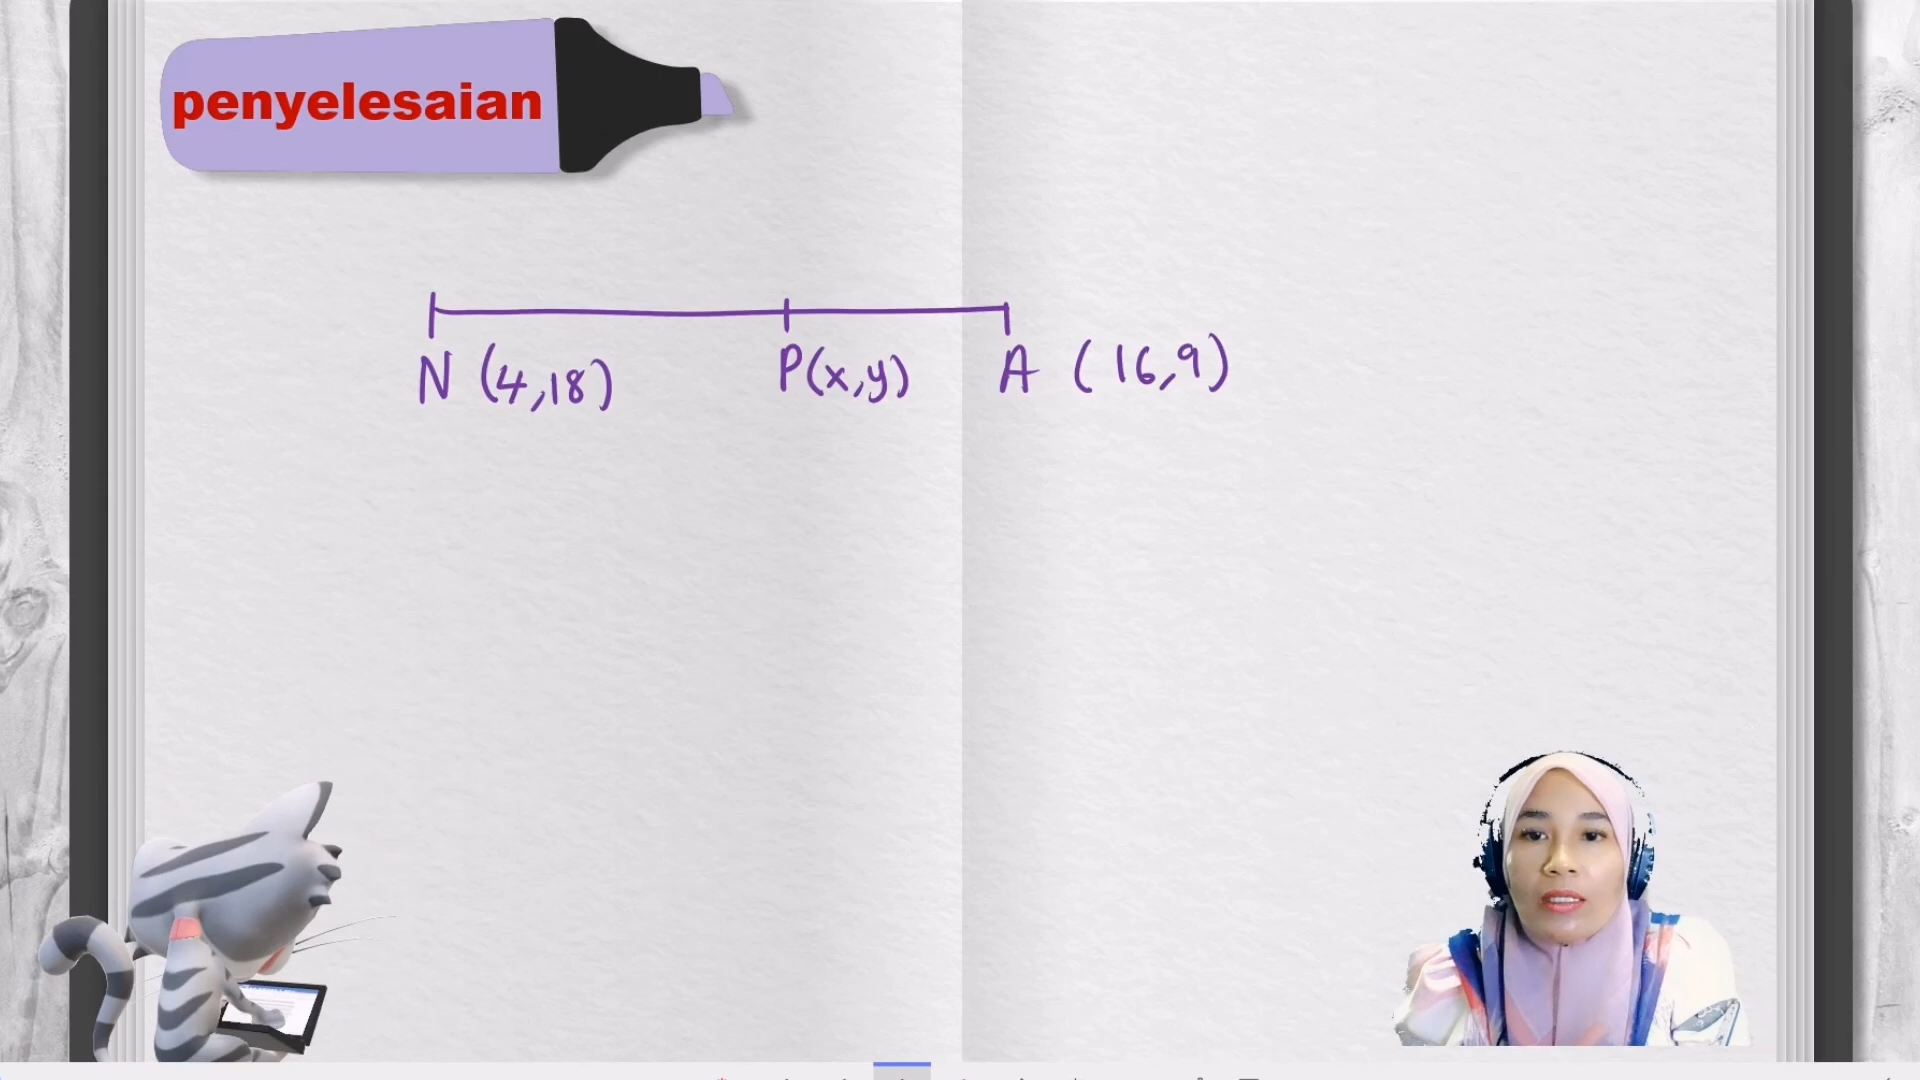 penyelesaian
N (4,18) P(x,y) A (16,9)